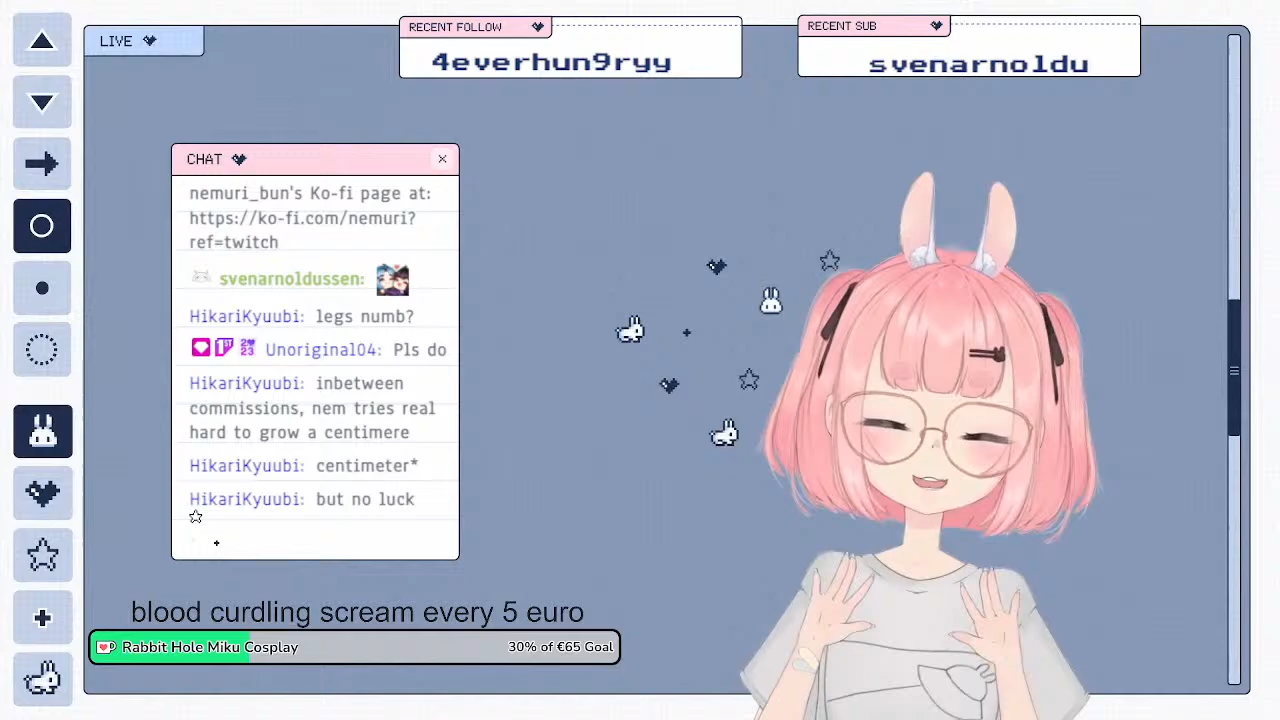 LIVE
RECENT FOLLOW
4everhun9ryy
RECENT SUB
svenarnoldu
CHAT
nemuri_bun's Ko-fi page at:
https://ko-fi.com/nemuri?
ref=twitch
svenarnoldussen:
HikariKyuubi: legs numb?
Unoriginal04: Pls do
HikariKyuubi: inbetween
commissions, nem tries real
hard to grow a centimere
HikariKyuubi: centimeter*
HikariKyuubi: but no luck
blood curdling scream every 5 euro
Rabbit Hole Miku Cosplay 30% of €65 Goal